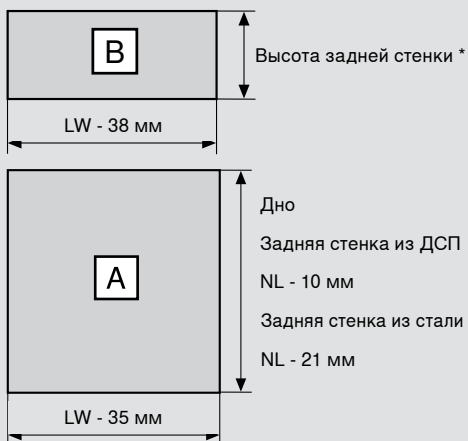 B
Высота задней стенки *
LW - 38 мм
A
Дно
Задняя стенка из ДСП
NL - 10 мм
Задняя стенка из стали
NL - 21 мм
LW - 35 мм